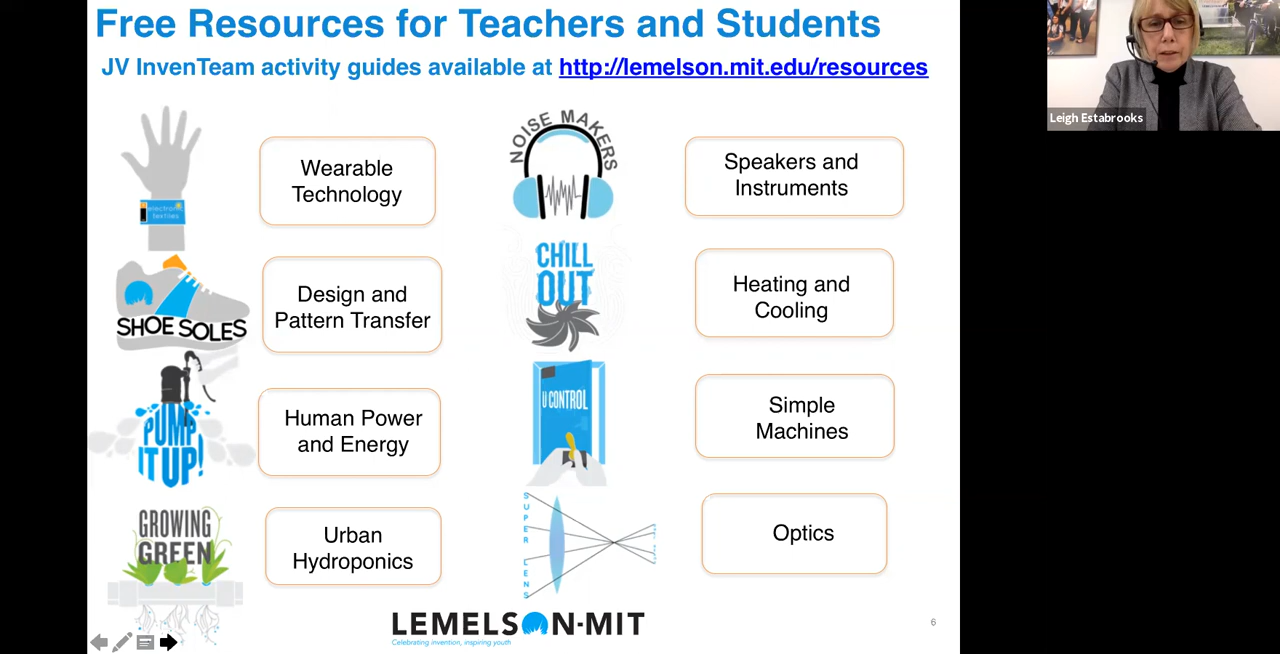 Free Resources for Teachers and Students
JV InvenTeam activity guides available at http://lemelson.mit.edu/resources
Leigh Estabrooks
electronic
textiles
Wearable
Technology
NOISE MAKERS
Speakers and
Instruments
SHOE SOLES
Design and
Pattern Transfer
CHILL
OUT
Heating and
Cooling
PUMP
IT UP!
Human Power
and Energy
U CONTROL
Simple
Machines
GROWING
GREEN
Urban
Hydroponics
SUPER LENS
Optics
LEMELSON-MIT
Celebrating invention, inspiring youth
6